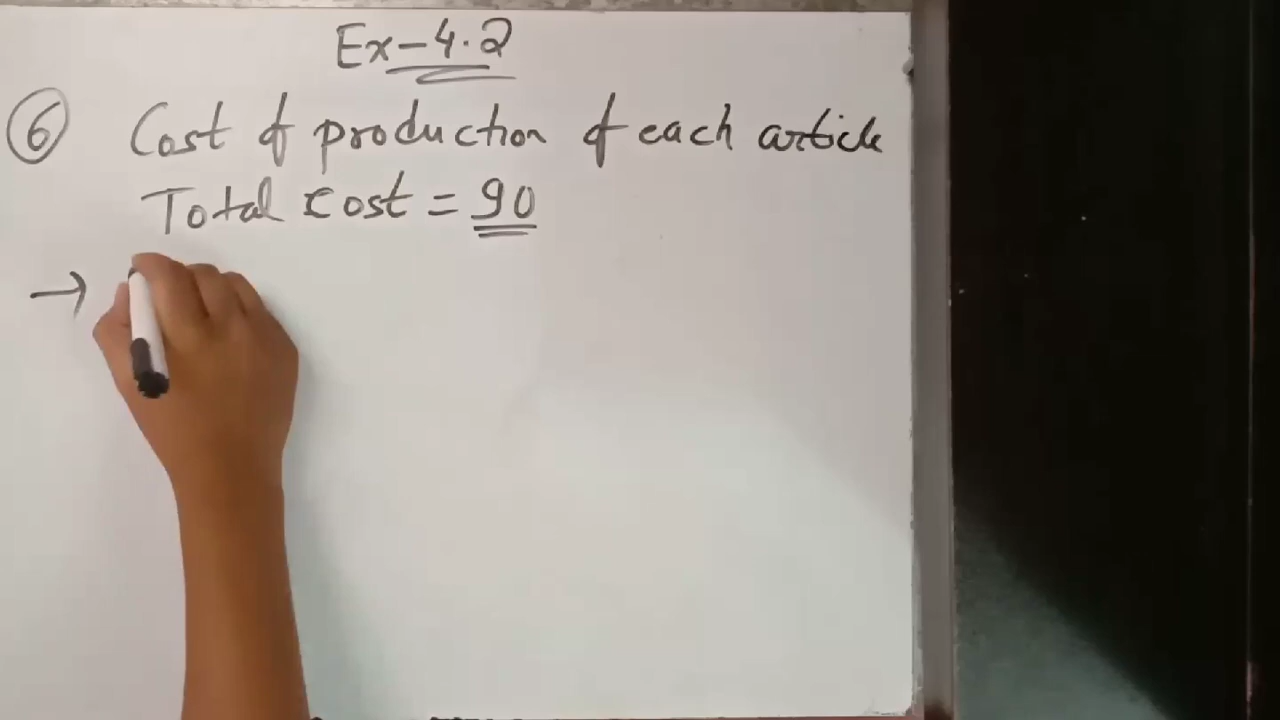 Ex-4.2
6 Cost of production of each article
Total cost = 90
→